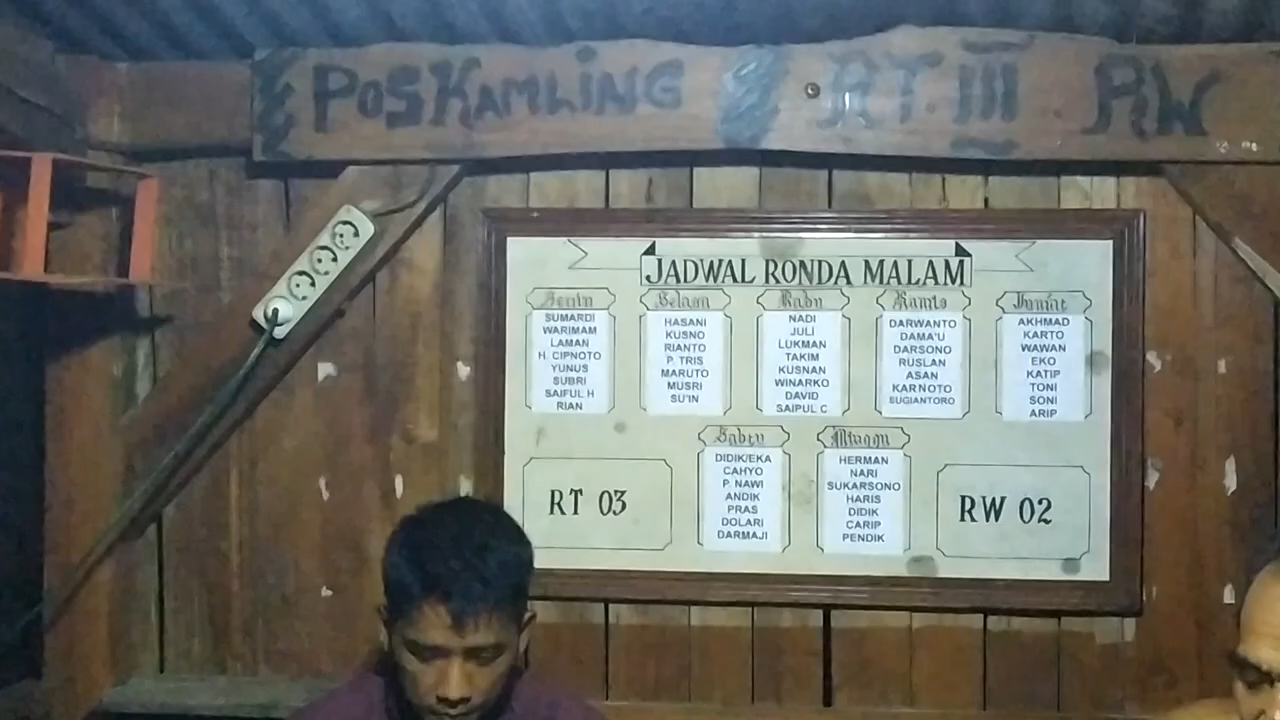 POSKAMLING RT. III RW
JADWAL RONDA MALAM
Senin
SUMARDI
WARIMAM
LAMAN
H. CIPNOTO
YUNUS
SUBRI
SAIFUL H
RIAN
Selasa
HASANI
KUSNO
RIANTO
P. TRIS
MARUTO
MUSRI
SU'IN
Rabu
NADI
JULI
LUKMAN
TAKIM
KUSNAN
WINARKO
DAVID
SAIPUL C
Kamis
DARWANTO
DAMA'U
DARSONO
RUSLAN
ASAN
KARNOTO
SUGIANTORO
Jum'at
AKHMAD
KARTO
WAWAN
EKO
KATIP
TONI
SONI
ARIP
Sabtu
DIDIK/EKA
CAHYO
P. NAWI
ANDIK
PRAS
DOLARI
DARMAJI
Minggu
HERMAN
NARI
SUKARSONO
HARIS
DIDIK
CARIP
PENDIK
RT 03
RW 02